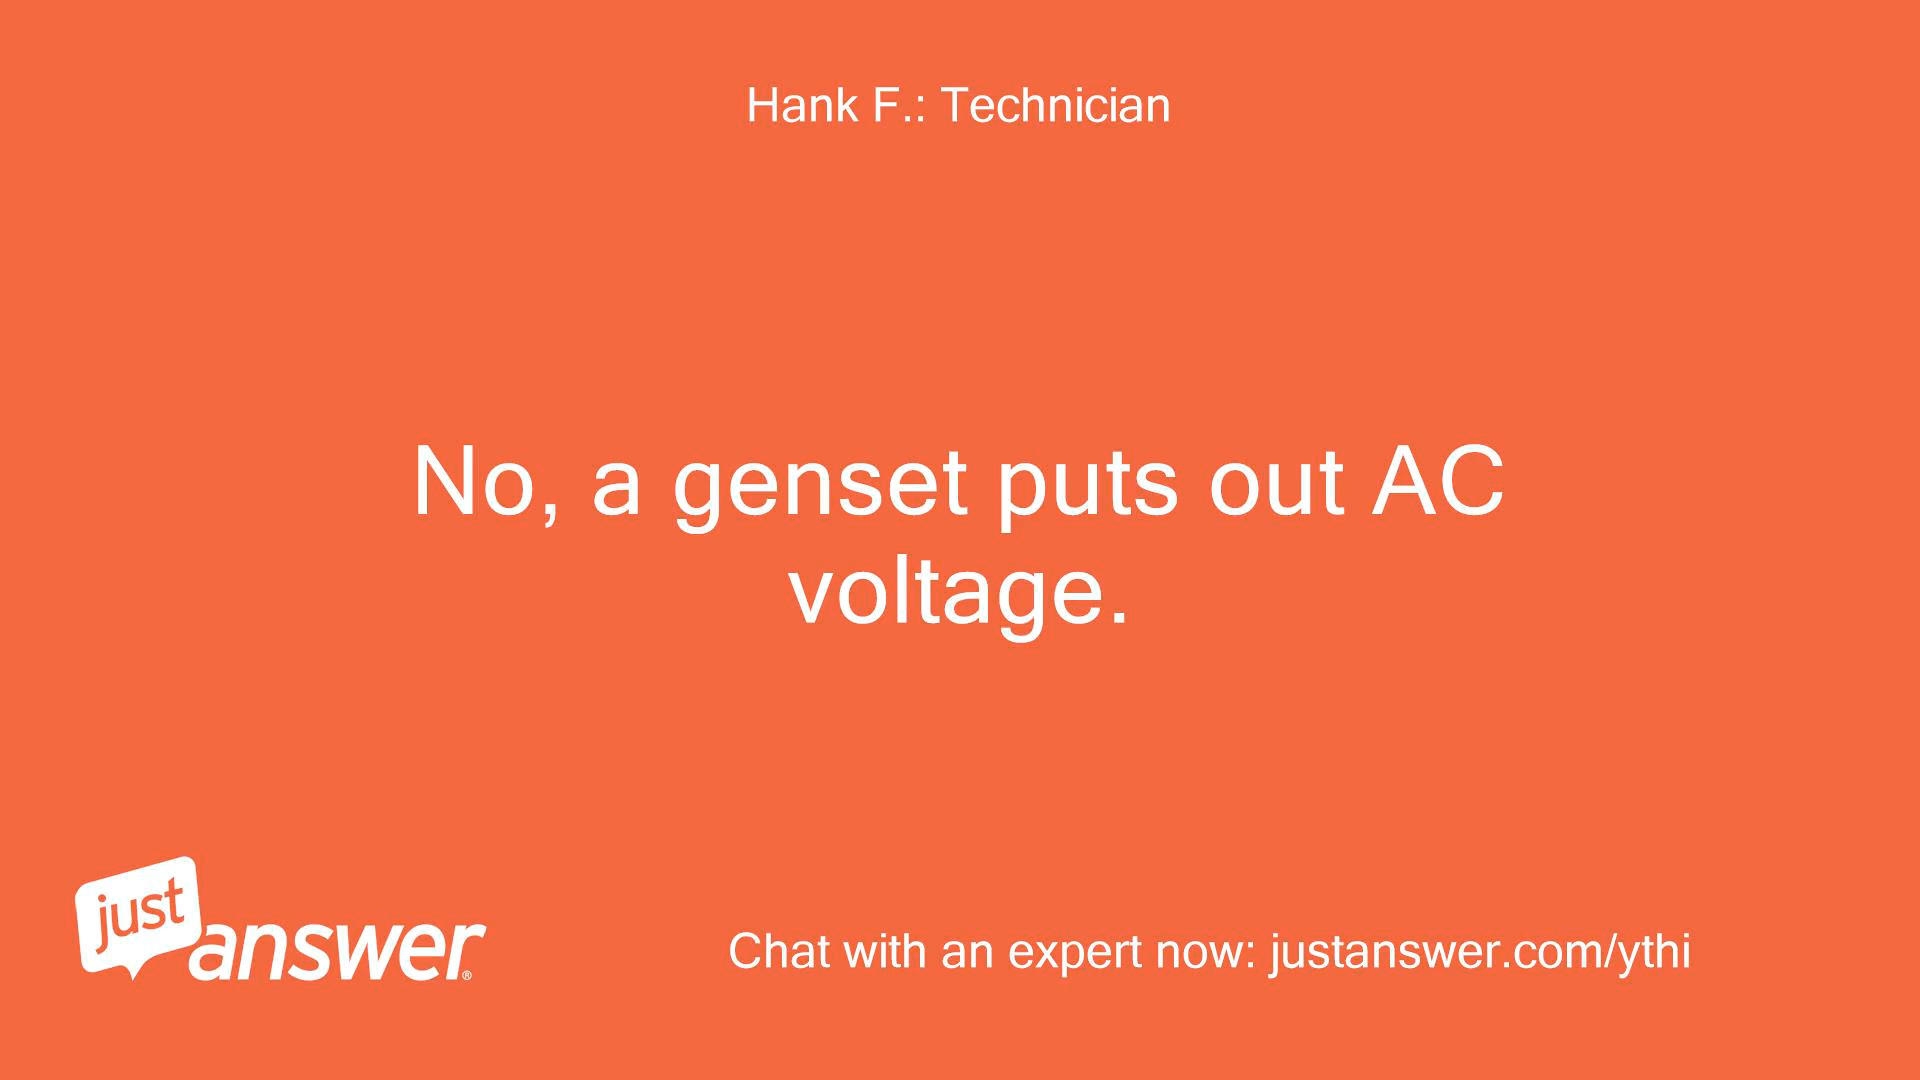 Hank F.: Technician
No, a genset puts out AC
voltage.
just
answer®
Chat with an expert now: justanswer.com/ythi